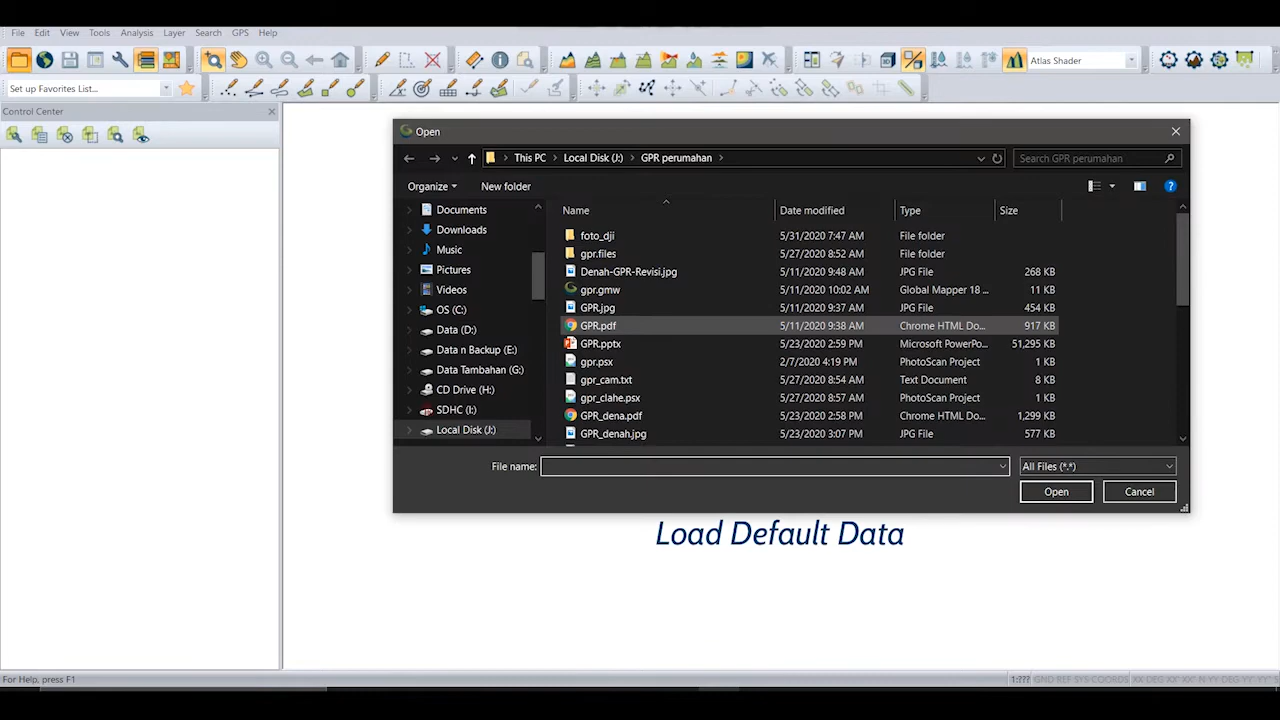 File Edit View Tools Analysis Layer Search GPS Help
Atlas Shader
Set up Favorites List...
Control Center
Open
This PC > Local Disk (J:) > GPR perumahan >
Search GPR perumahan
Organize New folder
Name Date modified Type Size
Documents
Downloads
Music
Pictures
Videos
OS (C:)
Data (D:)
Data n Backup (E:)
Data Tambahan (G:)
CD Drive (H:)
SDHC (I:)
Local Disk (J:)
foto_dji 5/31/2020 7:47 AM File folder
gpr.files 5/27/2020 8:52 AM File folder
Denah-GPR-Revisi.jpg 5/11/2020 9:48 AM JPG File 268 KB
gpr.gmw 5/11/2020 10:02 AM Global Mapper 18 ... 11 KB
GPR.jpg 5/11/2020 9:37 AM JPG File 454 KB
GPR.pdf 5/11/2020 9:38 AM Chrome HTML Do... 917 KB
GPR.pptx 5/23/2020 2:59 PM Microsoft PowerPo... 51,295 KB
gpr.psx 2/7/2020 4:19 PM PhotoScan Project 1 KB
gpr_cam.txt 5/27/2020 8:54 AM Text Document 8 KB
gpr_clahe.psx 5/27/2020 8:57 AM PhotoScan Project 1 KB
GPR_dena.pdf 5/23/2020 2:58 PM Chrome HTML Do... 1,299 KB
GPR_denah.jpg 5/23/2020 3:07 PM JPG File 577 KB
File name: All Files (*.*)
Open Cancel
Load Default Data
For Help, press F1
1:??? GND REF SYS COORDS